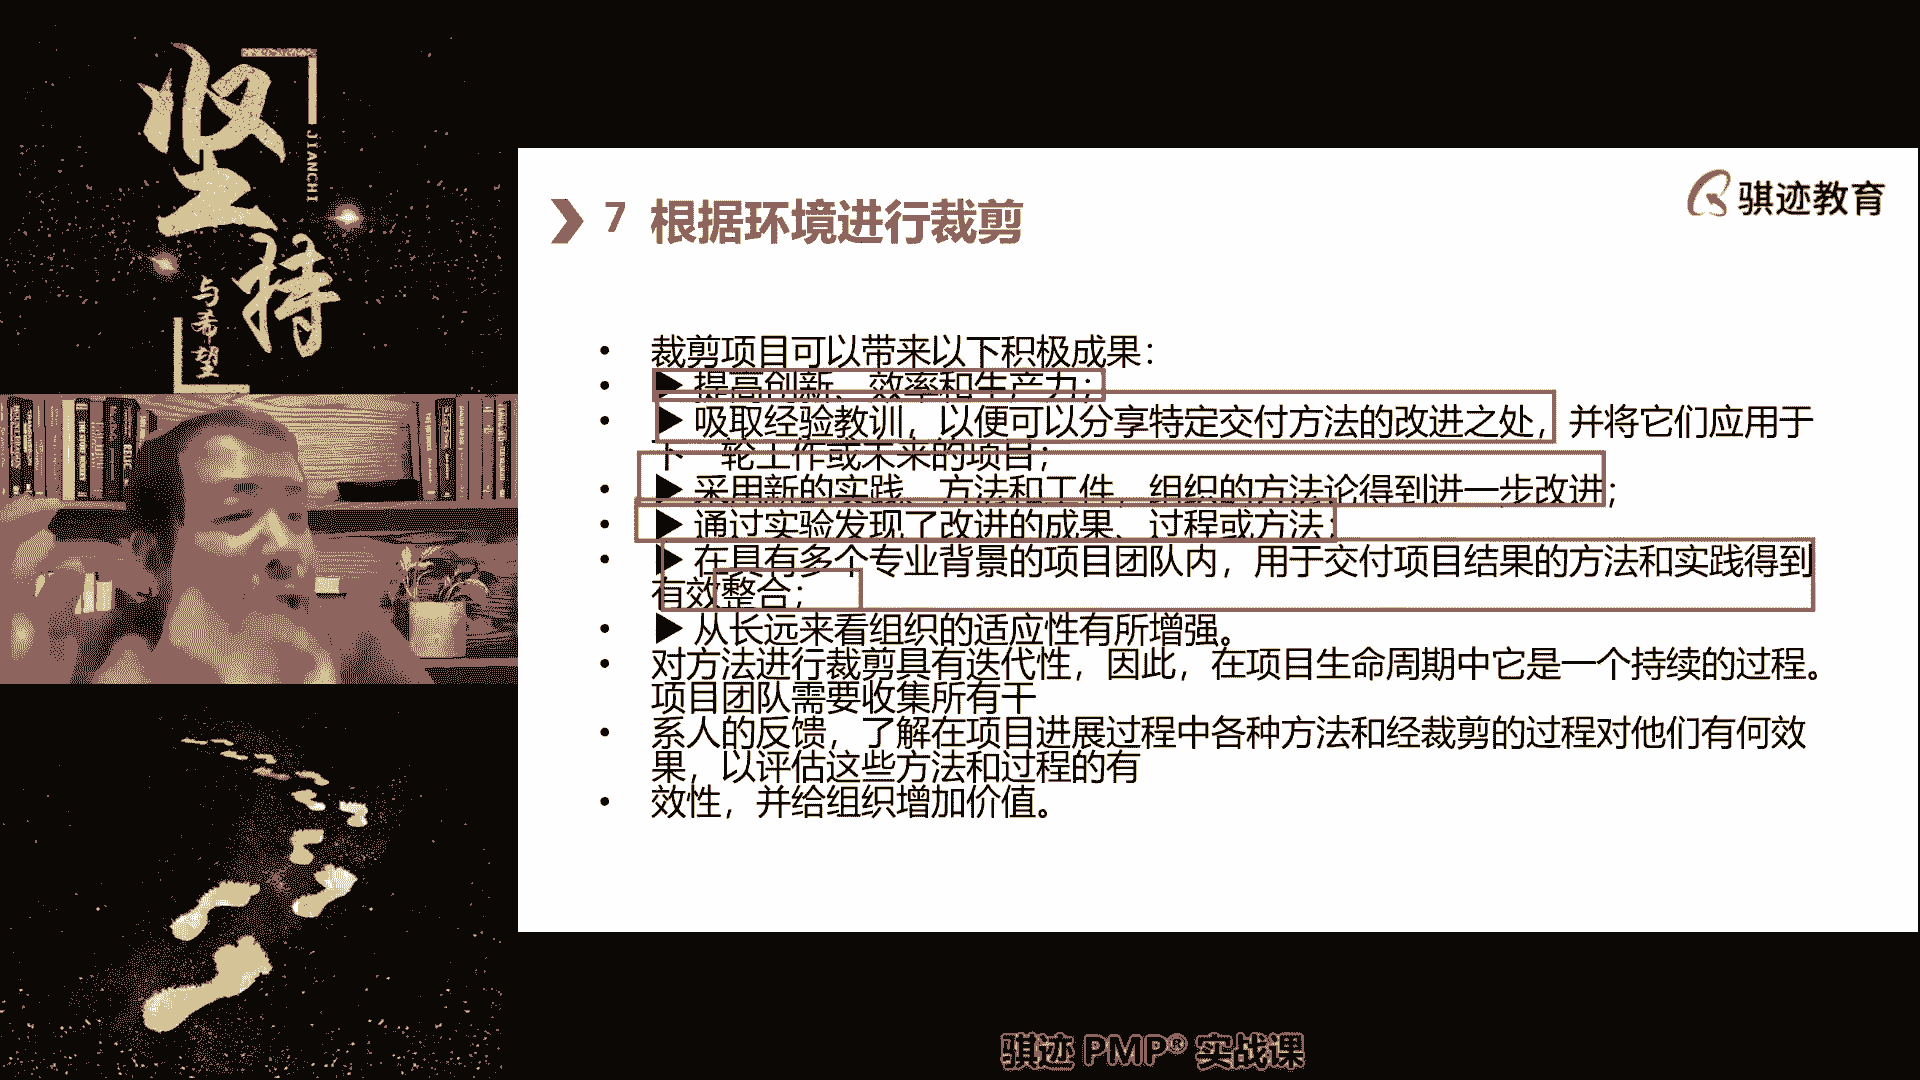 坚持
JIANCHI
与希望
骐迹教育
7 根据环境进行裁剪
• 裁剪项目可以带来以下积极成果：
• ▶ 提高创新、效率和生产力；
• ▶ 吸取经验教训，以便可以分享特定交付方法的改进之处，并将它们应用于
下一轮工作或未来的项目；
• ▶ 采用新的实践、方法和工件，组织的方法论得到进一步改进；
• ▶ 通过实验发现了改进的成果、过程或方法；
• ▶ 在具有多个专业背景的项目团队内，用于交付项目结果的方法和实践得到
有效整合；
• ▶ 从长远来看组织的适应性有所增强。
• 对方法进行裁剪具有迭代性，因此，在项目生命周期中它是一个持续的过程。
项目团队需要收集所有干
• 系人的反馈，了解在项目进展过程中各种方法和经裁剪的过程对他们有何效
果，以评估这些方法和过程的有
• 效性，并给组织增加价值。
骐迹 PMP® 实战课